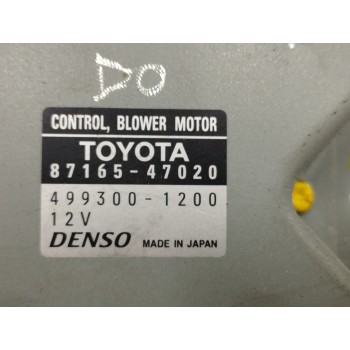 DO
CONTROL, BLOWER MOTOR
TOYOTA
87165-47020
499300-1200
12V
DENSO MADE IN JAPAN